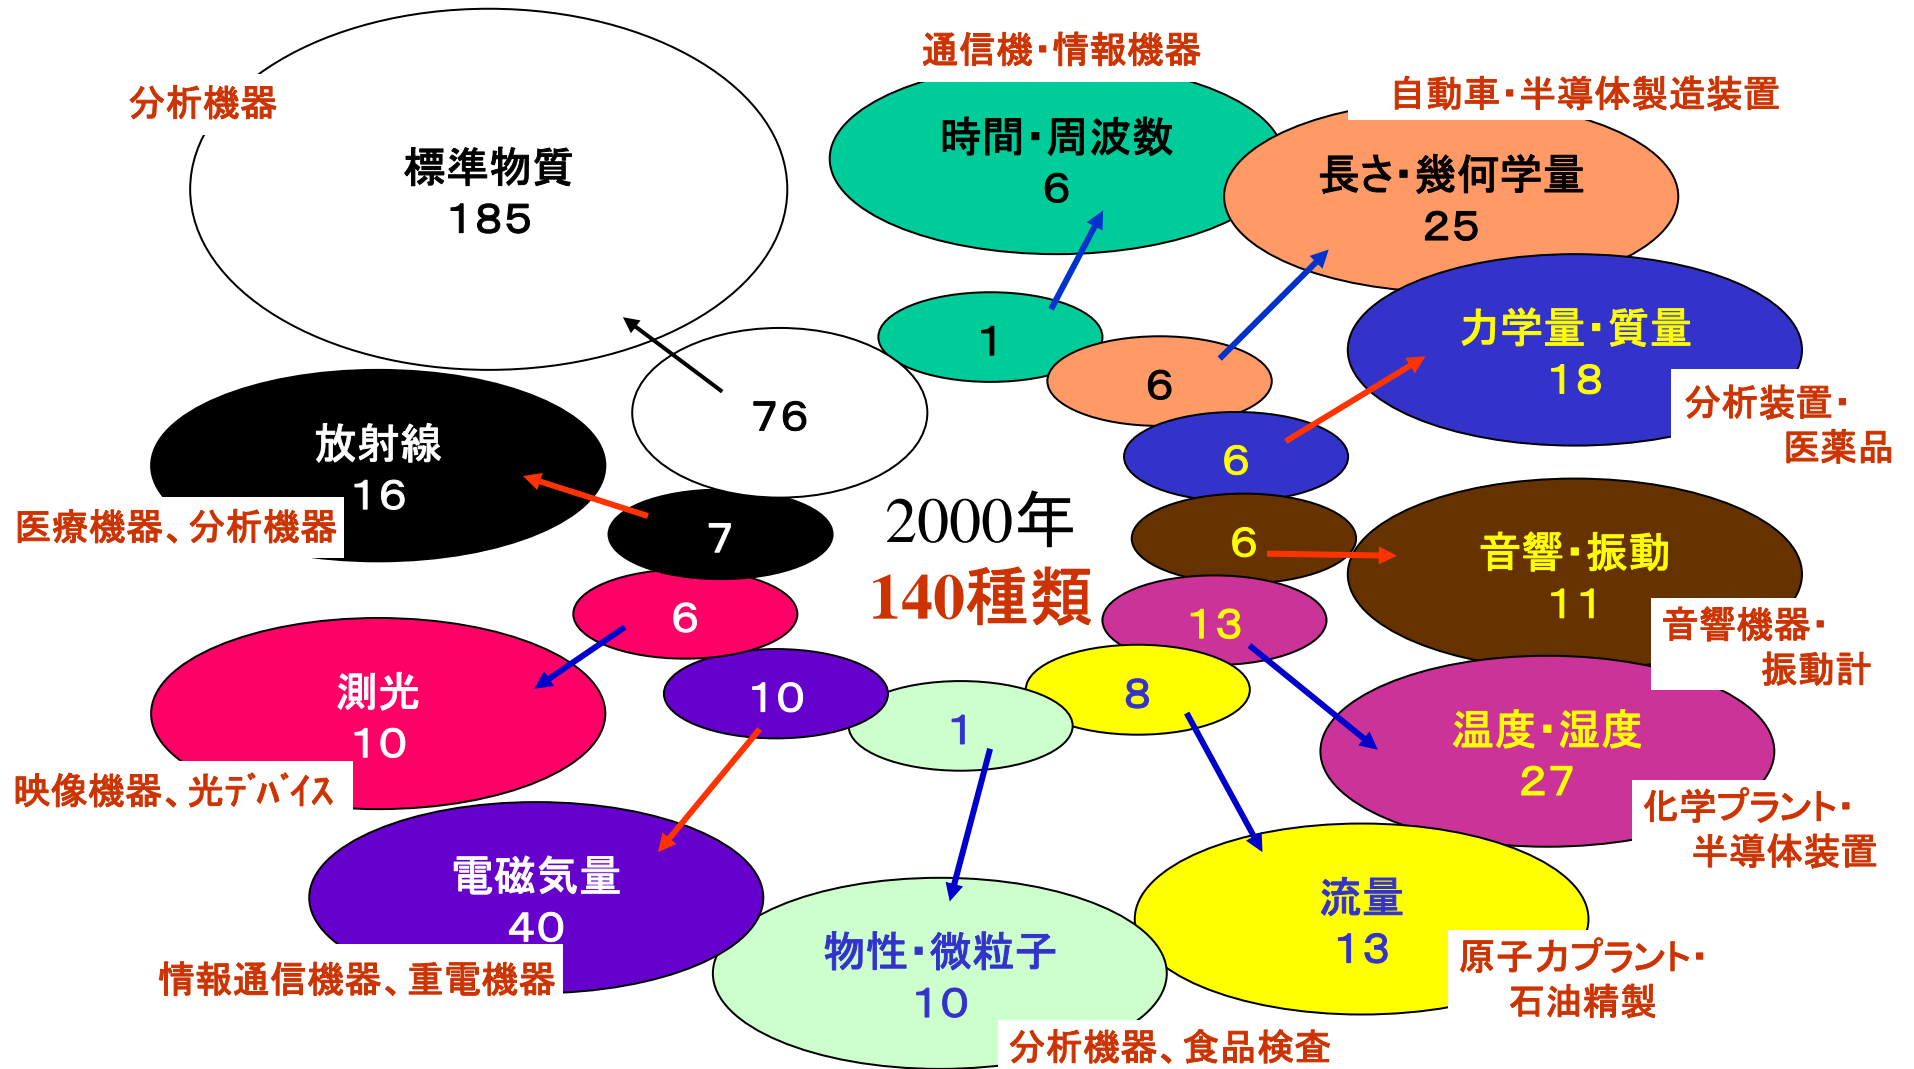 通信機・情報機器
分析機器
自動車・半導体製造装置
標準物質
185
時間・周波数
6
長さ・幾何学量
25
1
6
力学量・質量
18
分析装置・
医薬品
76
6
放射線
16
医療機器、分析機器
7
2000年
140種類
6
音響・振動
11
音響機器・
振動計
6
13
測光
10
映像機器、光ﾃﾞﾊﾞｲｽ
10
1
8
温度・湿度
27
化学プラント・
半導体装置
電磁気量
40
情報通信機器、重電機器
物性・微粒子
10
分析機器、食品検査
流量
13
原子力プラント・
石油精製